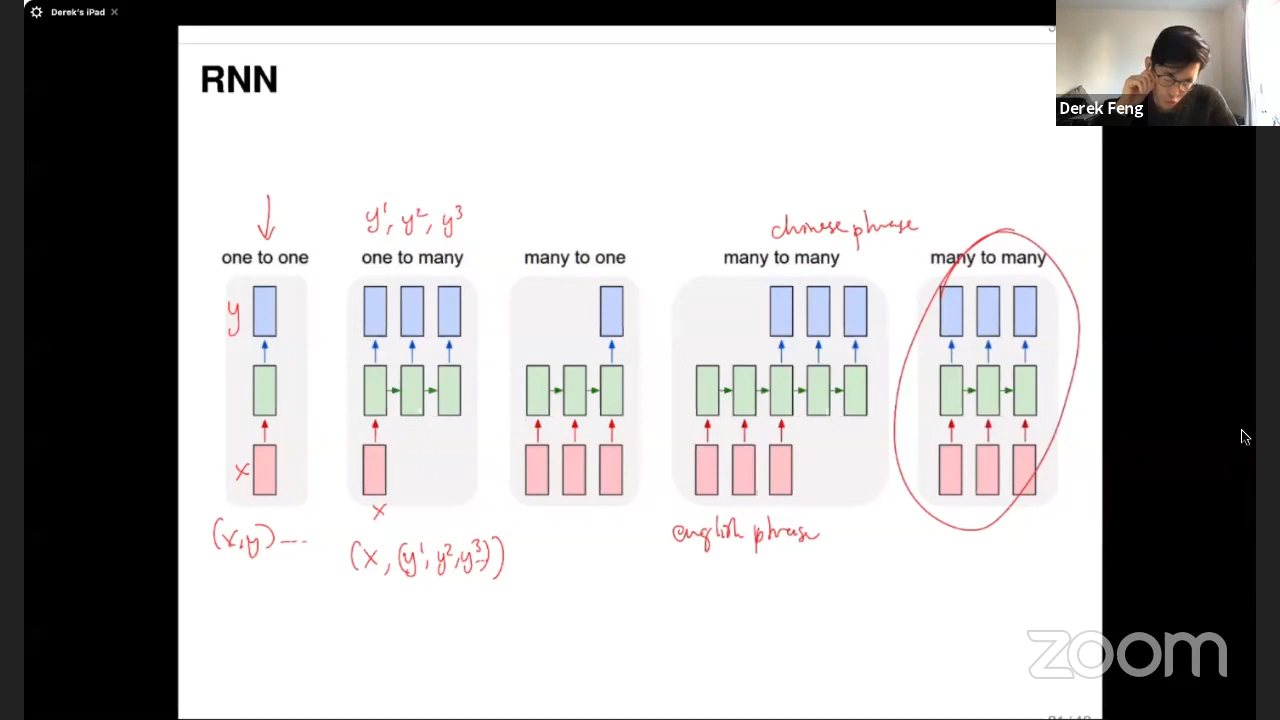 Derek's iPad
Derek Feng
RNN
y¹, y², y³
chinese phrase
one to one
one to many
many to one
many to many
many to many
y
x
x
(x,y) ---
(x, (y¹, y², y³))
english phrase
zoom